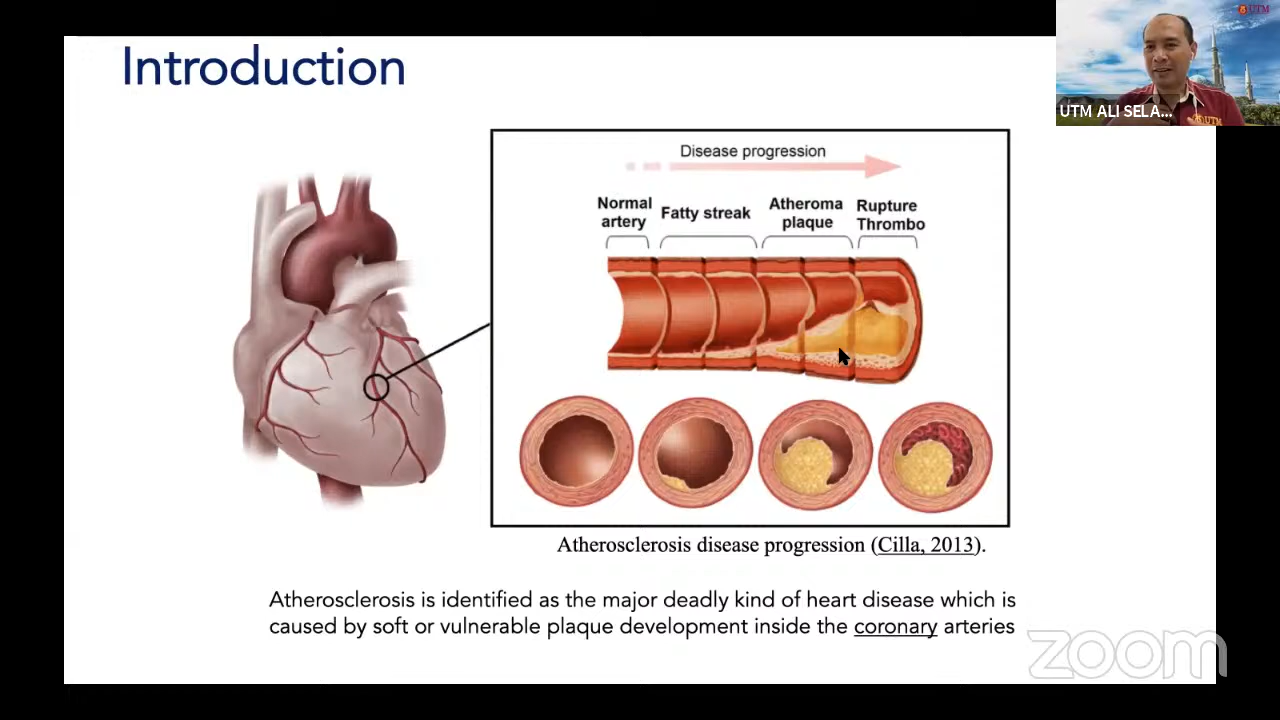 Introduction
UTM
UTM ALI SELA...
UTM
Disease progression
Normal artery
Fatty streak
Atheroma plaque
Rupture Thrombo
Atherosclerosis disease progression (Cilla, 2013).
Atherosclerosis is identified as the major deadly kind of heart disease which is
caused by soft or vulnerable plaque development inside the coronary arteries
zoom